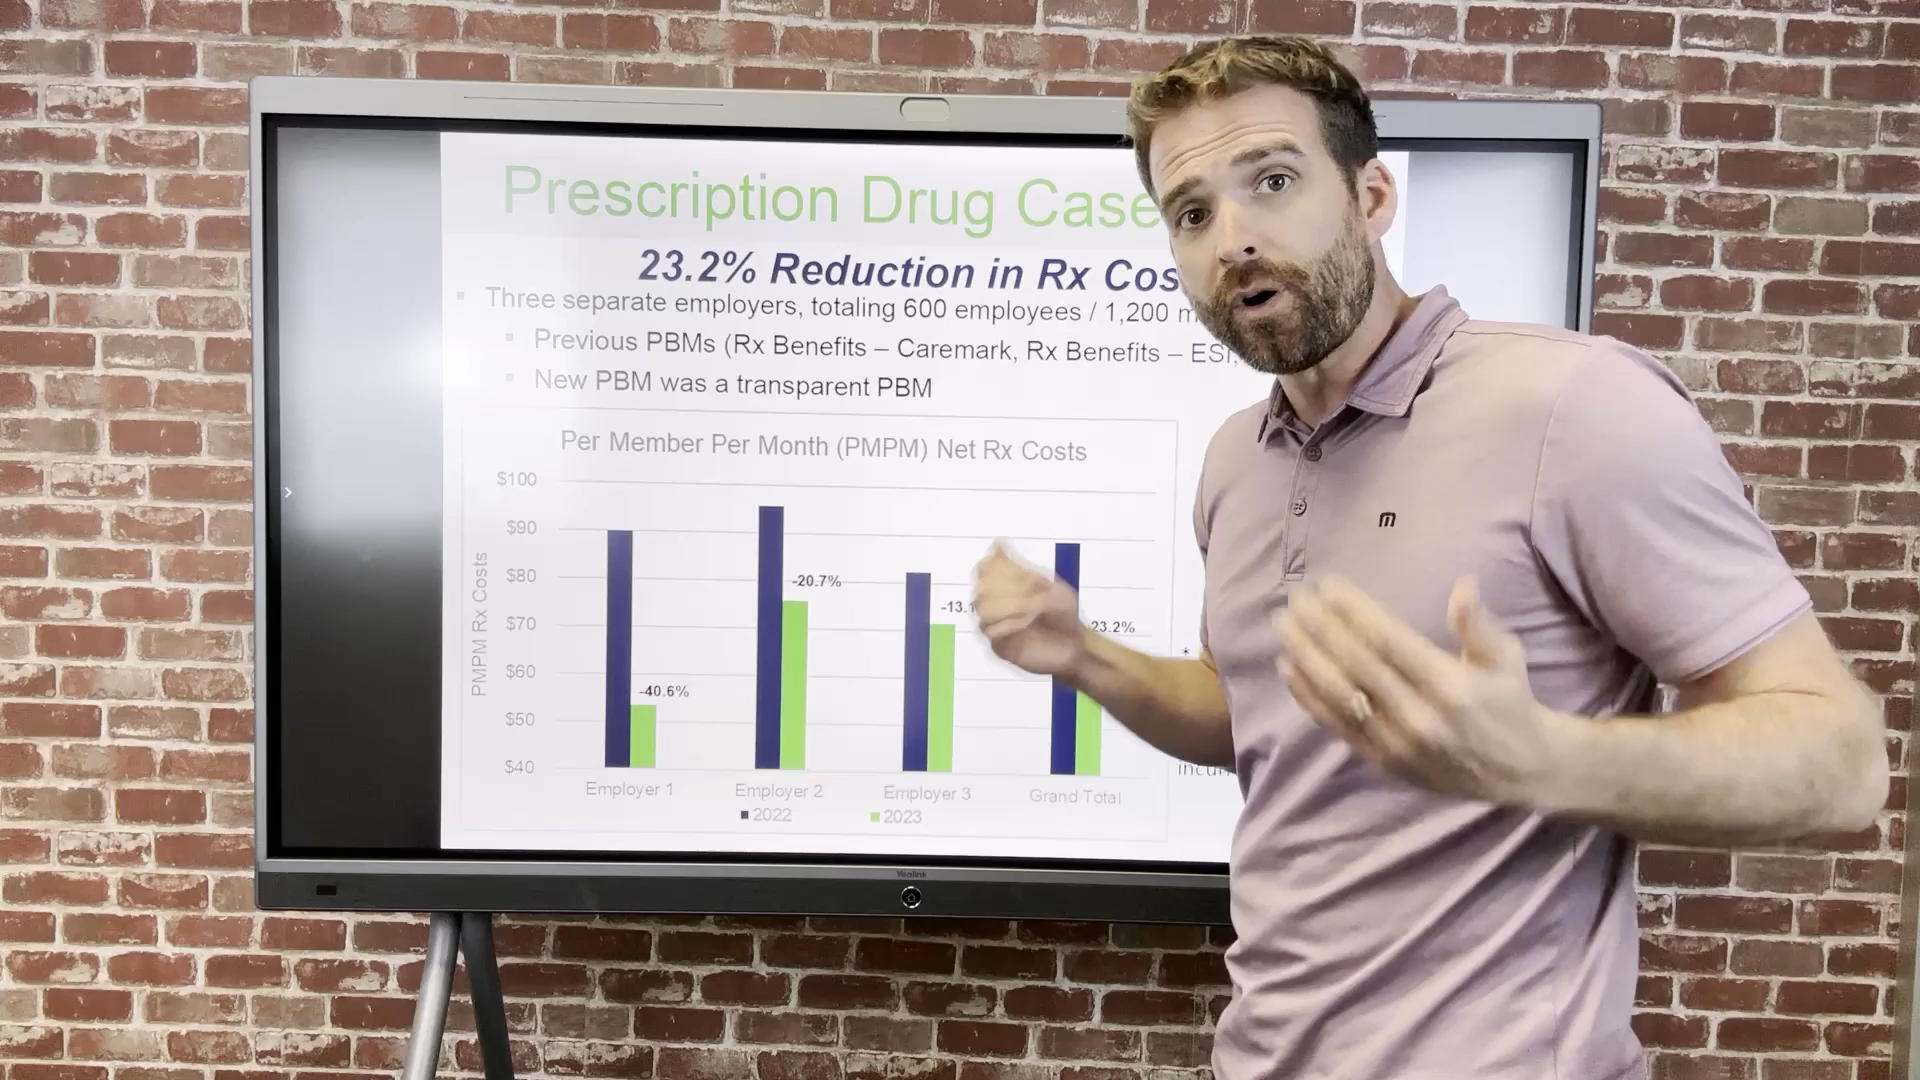 Prescription Drug Case
23.2% Reduction in Rx Cos
Three separate employers, totaling 600 employees / 1,200 m
Previous PBMs (Rx Benefits – Caremark, Rx Benefits – ESI,
New PBM was a transparent PBM
Per Member Per Month (PMPM) Net Rx Costs
PMPM Rx Costs
$100
$90
$80
$70
$60
$50
$40
-40.6%
-20.7%
-13.1
23.2%
*
incurr
Employer 1
Employer 2
Employer 3
Grand Total
2022
2023
Yealink
m